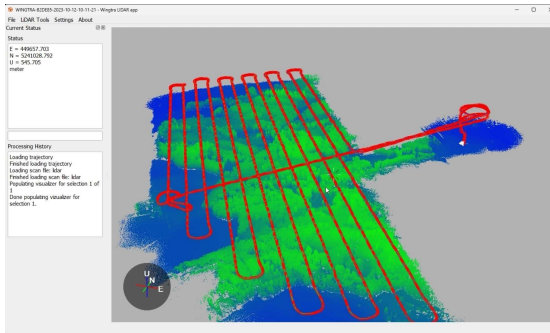 WINGTRA-B2DE85-2023-10-12-10-11-21 - Wingtra LiDAR app
File LiDAR Tools Settings About
Current Status
Status
E = 449657.703
N = 5241028.792
U = 545.705
meter
Processing History
Loading trajectory
Finished loading trajectory
Loading scan file: ldar
Finished loading scan file: ldar
Populating visualizer for selection 1 of
1
Done populating vizualizer for
selection 1.
U
N
E